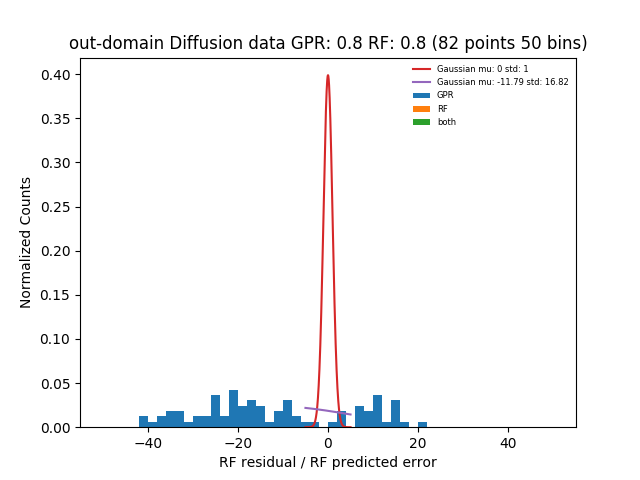 out-domain Diffusion data GPR: 0.8 RF: 0.8 (82 points 50 bins)
Gaussian mu: 0 std: 1
Gaussian mu: -11.79 std: 16.82
GPR
RF
both
0.40
0.35
0.30
0.25
0.20
0.15
0.10
0.05
0.00
Normalized Counts
−40 −20 0 20 40
RF residual / RF predicted error